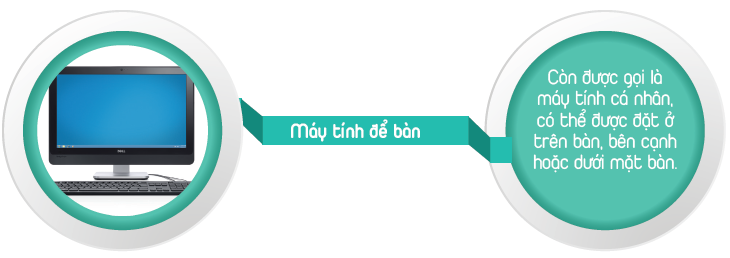 DELL
Máy tính để bàn
Còn được gọi là
máy tính cá nhân,
có thể được đặt ở
trên bàn, bên cạnh
hoặc dưới mặt bàn.